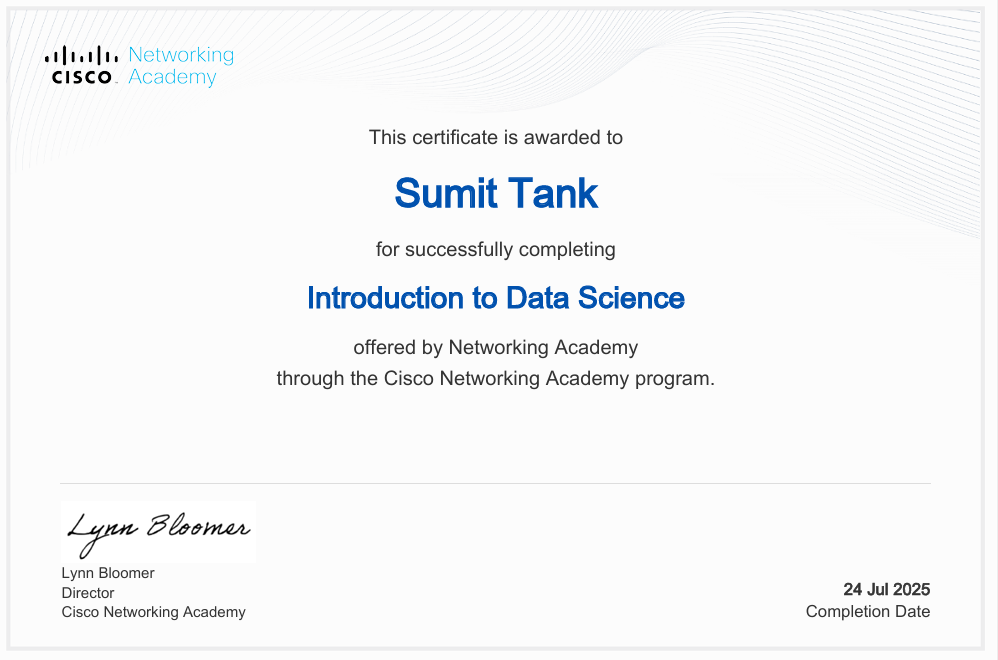 Networking
CISCO Academy
This certificate is awarded to
Sumit Tank
for successfully completing
Introduction to Data Science
offered by Networking Academy
through the Cisco Networking Academy program.
Lynn Bloomer
Lynn Bloomer
Director
Cisco Networking Academy
24 Jul 2025
Completion Date